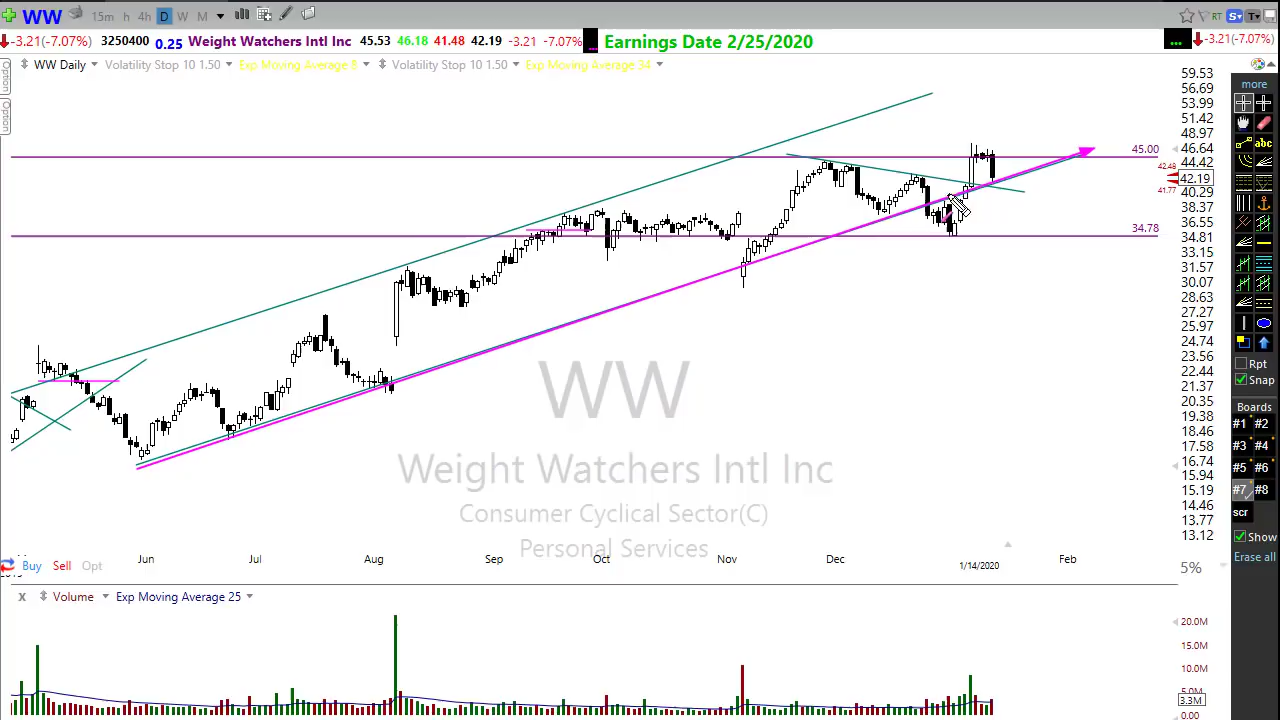 WW 15m h 4h D W M RT S T
-3.21(-7.07%) 3250400 0.25 Weight Watchers Intl Inc 45.53 46.18 41.48 42.19 -3.21 -7.07% ... Earnings Date 2/25/2020 ... -3.21(-7.07%)
WW Daily Volatility Stop 10 1.50 Exp Moving Average 8 Volatility Stop 10 1.50 Exp Moving Average 34
Option
Option
59.53
56.69
53.99
51.42
48.97
46.64
44.42
42.19
40.29
38.37
36.55
34.81
33.15
31.57
30.07
28.63
27.27
25.97
24.74
23.56
22.44
21.37
20.35
19.38
18.46
17.58
16.74
15.94
15.19
14.46
13.77
13.12
45.00
42.48
41.77
34.78
WW
Weight Watchers Intl Inc
Consumer Cyclical Sector(C)
Personal Services
Jun Jul Aug Sep Oct Nov Dec 1/14/2020 Feb
Buy Sell Opt
5%
X Volume Exp Moving Average 25
20.0M
15.0M
10.0M
5.0M
3.3M
0.00
more
abc
Rpt
Snap
Boards
#1 #2
#3 #4
#5 #6
#7 #8
scr
Show
Erase all